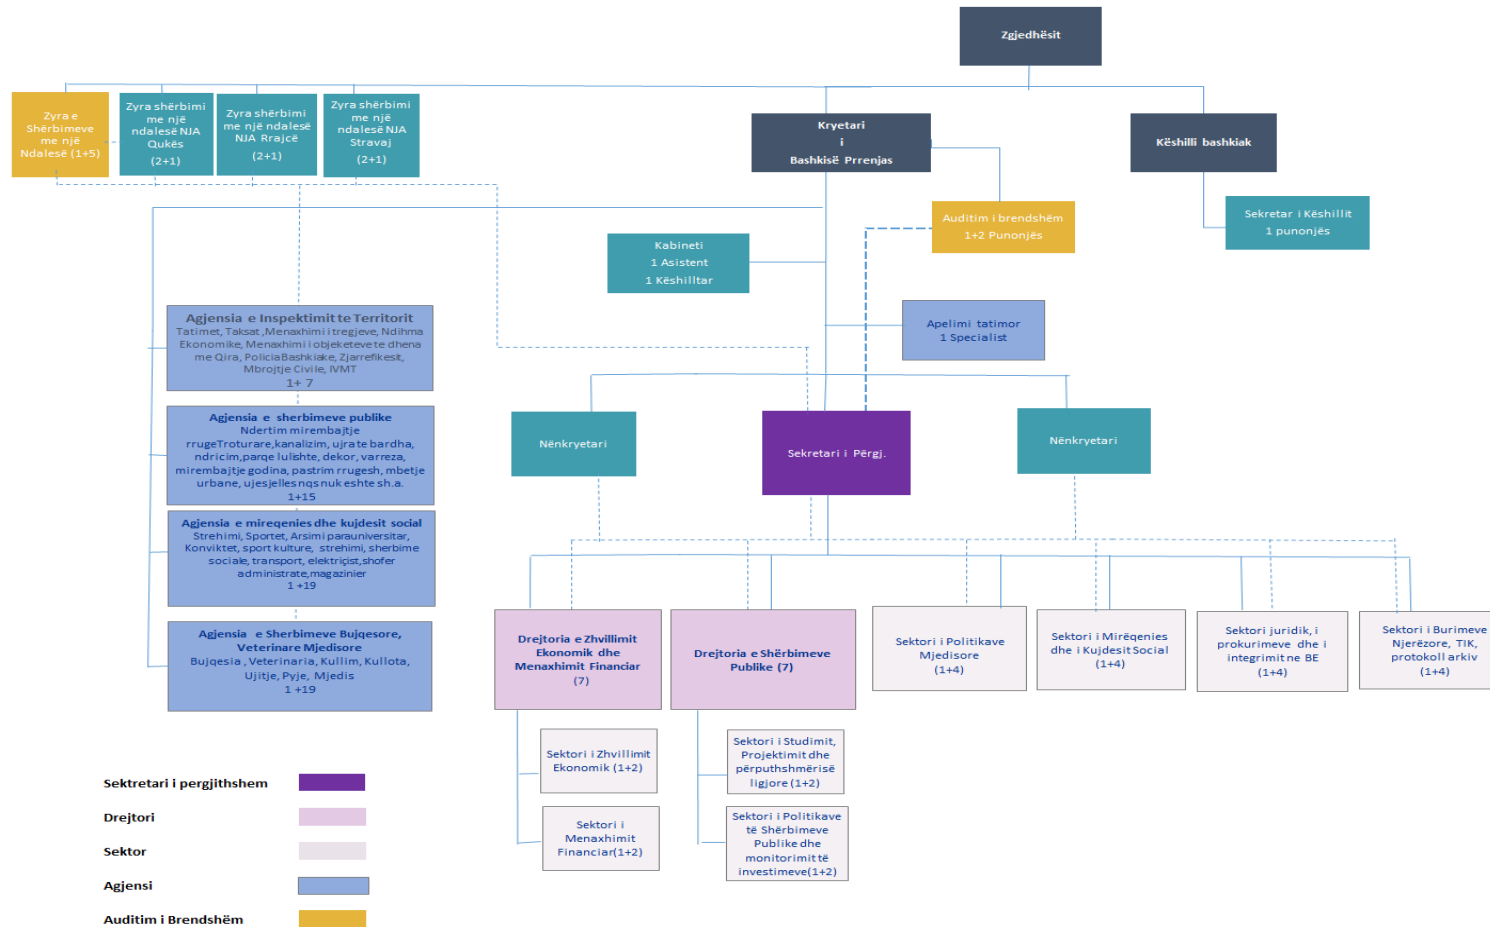 Zgjedhësit
Zyra e
Shërbimeve
me një
Ndalesë (1+5)
Zyra shërbimi
me një
ndalesë NJA
Qukës
(2+1)
Zyra shërbimi
me një ndalesë
NJA Rrajcë
(2+1)
Zyra shërbimi
me një
ndalesë NJA
Stravaj
(2+1)
Kryetari
i
Bashkisë Prrenjas
Këshilli bashkiak
Auditim i brendshëm
1+2 Punonjës
Sekretar i Këshillit
1 punonjës
Kabineti
1 Asistent
1 Këshilltar
Apelimi tatimor
1 Specialist
Agjensia e Inspektimit te Territorit
Tatimet, Taksat ,Menaxhimi i tregjeve, Ndihma
Ekonomike, Menaxhimi i objeketeve te dhena
me Qira, PoliciaBashkiake, Zjarrefikesit,
Mbrojtje Civile, IVMT
1+ 7
Agjensia e sherbimeve publike
Ndertim mirembajtje
rrugeTroturare,kanalizim, ujra te bardha,
ndricim,parqe lulishte, dekor, varreza,
mirembajtje godina, pastrim rrugesh, mbetje
urbane, ujesjelles nqs nuk eshte sh.a.
1+15
Agjensia e mireqenies dhe kujdesit social
Strehimi, Sportet, Arsimi parauniversitar,
Konviktet, sport kulture, strehimi, sherbime
sociale, transport, elektriçist,shofer
administrate,magazinier
1 +19
Agjensia e Sherbimeve Bujqesore,
Veterinare Mjedisore
Bujqesia , Veterinaria, Kullim, Kullota,
Ujitje, Pyje, Mjedis
1 +19
Nënkryetari
Sekretari i Përgj.
Nënkryetari
Drejtoria e Zhvillimit
Ekonomik dhe
Menaxhimit Financiar
(7)
Drejtoria e Shërbimeve
Publike (7)
Sektori i Politikave
Mjedisore
(1+4)
Sektori i Mirëqenies
dhe i Kujdesit Social
(1+4)
Sektori juridik, i
prokurimeve dhe i
integrimit ne BE
(1+4)
Sektori i Burimeve
Njerëzore, TIK,
protokoll arkiv
(1+4)
Sektori i Zhvillimit
Ekonomik (1+2)
Sektori i
Menaxhimit
Financiar(1+2)
Sektori i Studimit,
Projektimit dhe
përputhshmërisë
ligjore (1+2)
Sektori i Politikave
të Shërbimeve
Publike dhe
monitorimit të
investimeve(1+2)
Sektretari i pergjithshem
Drejtori
Sektor
Agjensi
Auditim i Brendshëm